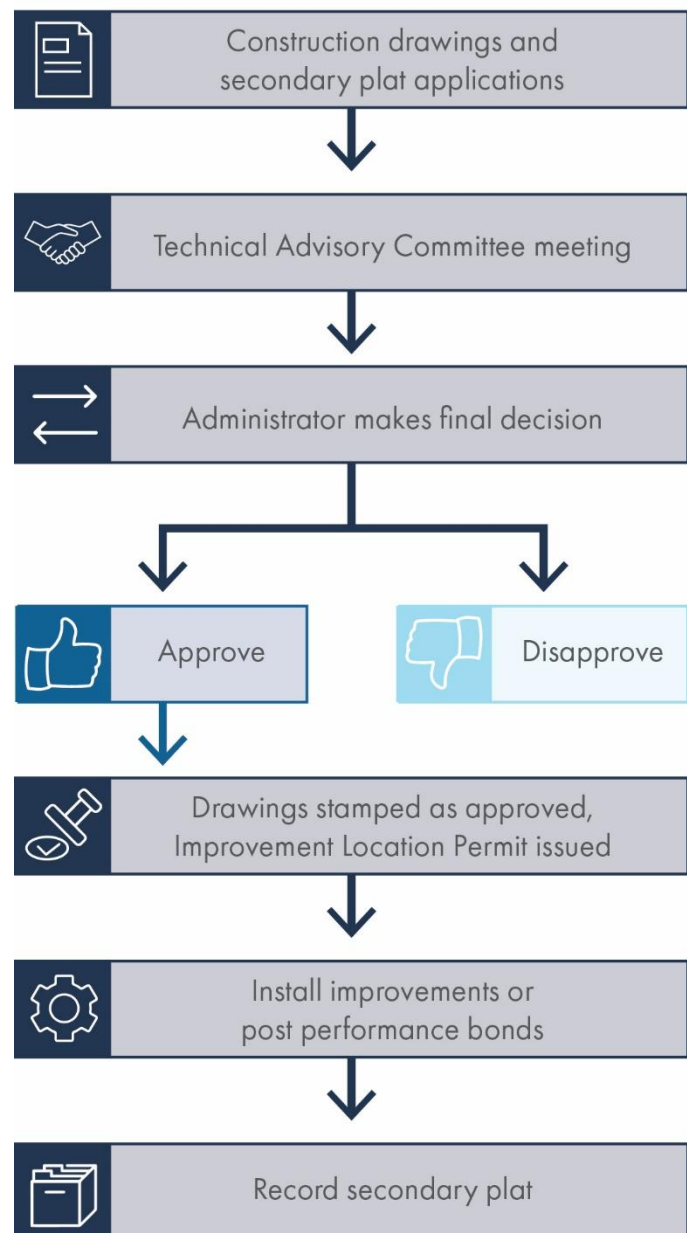 Construction drawings and
secondary plat applications
Technical Advisory Committee meeting
Administrator makes final decision
Approve
Disapprove
Drawings stamped as approved,
Improvement Location Permit issued
Install improvements or
post performance bonds
Record secondary plat